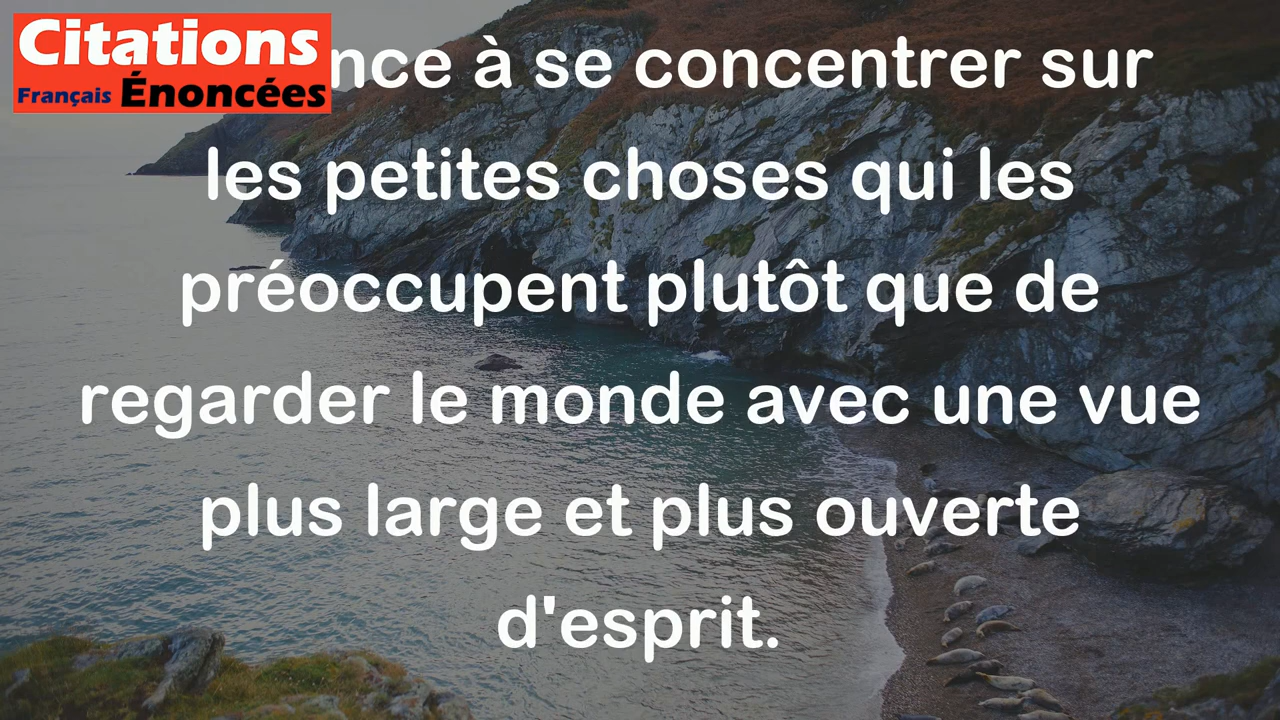 Citations
Français Énoncées
à se concentrer sur
les petites choses qui les
préoccupent plutôt que de
regarder le monde avec une vue
plus large et plus ouverte
d'esprit.